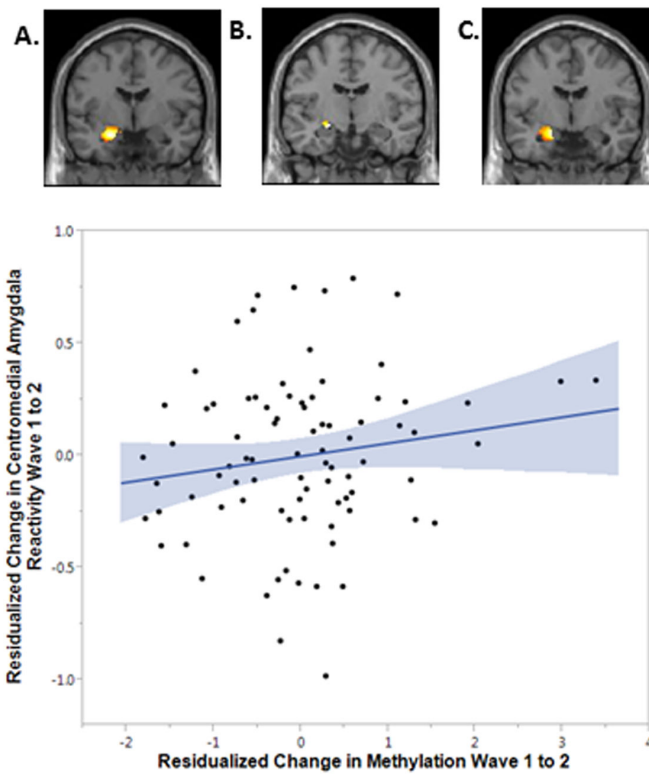 A.
B.
C.
1.0
0.5
0.0
-0.5
-1.0
Residualized Change in Centromedial Amygdala
Reactivity Wave 1 to 2
-2
-1
0
1
2
3
4
Residualized Change in Methylation Wave 1 to 2